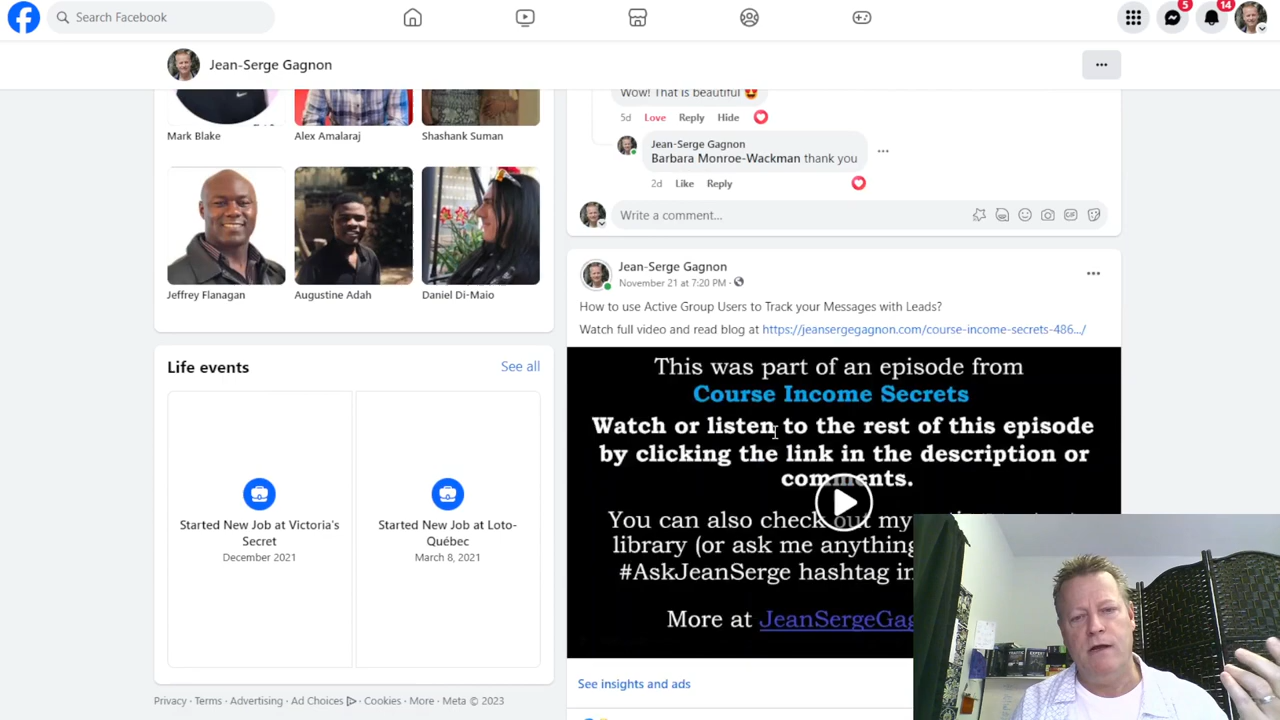 Search Facebook
5
14
Jean-Serge Gagnon
Mark Blake
Alex Amalaraj
Shashank Suman
Jeffrey Flanagan
Augustine Adah
Daniel Di-Maio
Life events
See all
Started New Job at Victoria's
Secret
December 2021
Started New Job at Loto-
Québec
March 8, 2021
Privacy · Terms · Advertising · Ad Choices · Cookies · More · Meta © 2023
Wow! That is beautiful
5d Love Reply Hide
Jean-Serge Gagnon
Barbara Monroe-Wackman thank you
2d Like Reply
Write a comment...
GIF
Jean-Serge Gagnon
November 21 at 7:20 PM ·
How to use Active Group Users to Track your Messages with Leads?
Watch full video and read blog at https://jeansergegagnon.com/course-income-secrets-486.../
This was part of an episode from
Course Income Secrets
Watch or listen to the rest of this episode
by clicking the link in the description or
comments.
You can also check out my
library (or ask me anything
#AskJeanSerge hashtag in
More at JeanSergeGag
See insights and ads